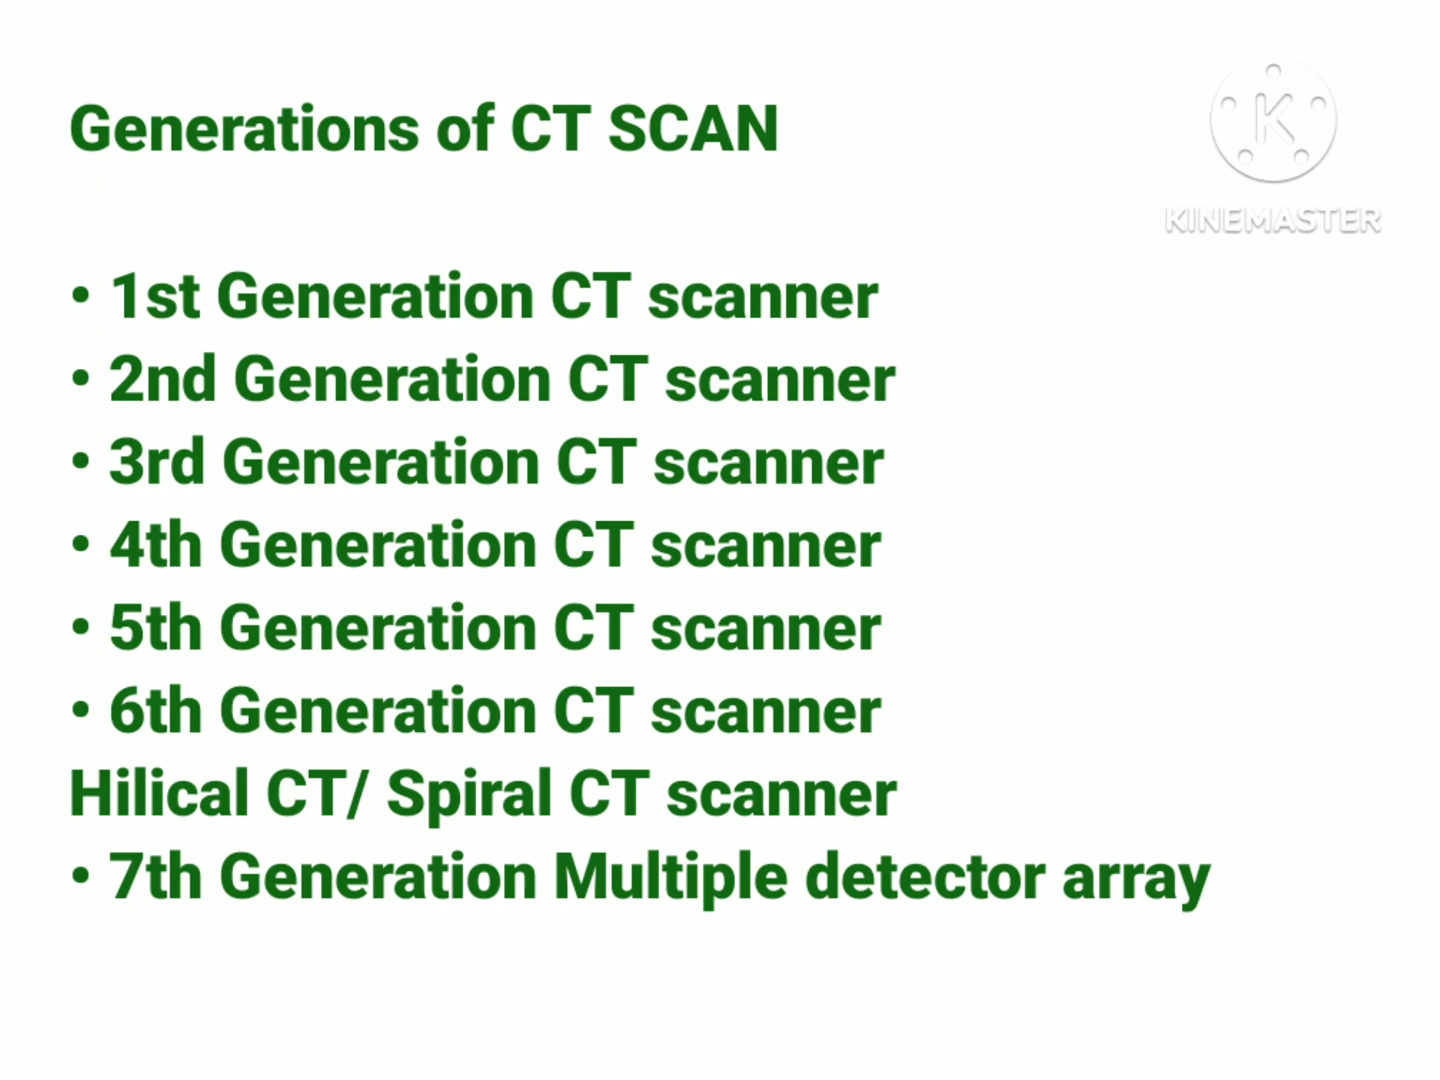 Generations of CT SCAN
KINEMASTER
• 1st Generation CT scanner
• 2nd Generation CT scanner
• 3rd Generation CT scanner
• 4th Generation CT scanner
• 5th Generation CT scanner
• 6th Generation CT scanner
Hilical CT/ Spiral CT scanner
• 7th Generation Multiple detector array